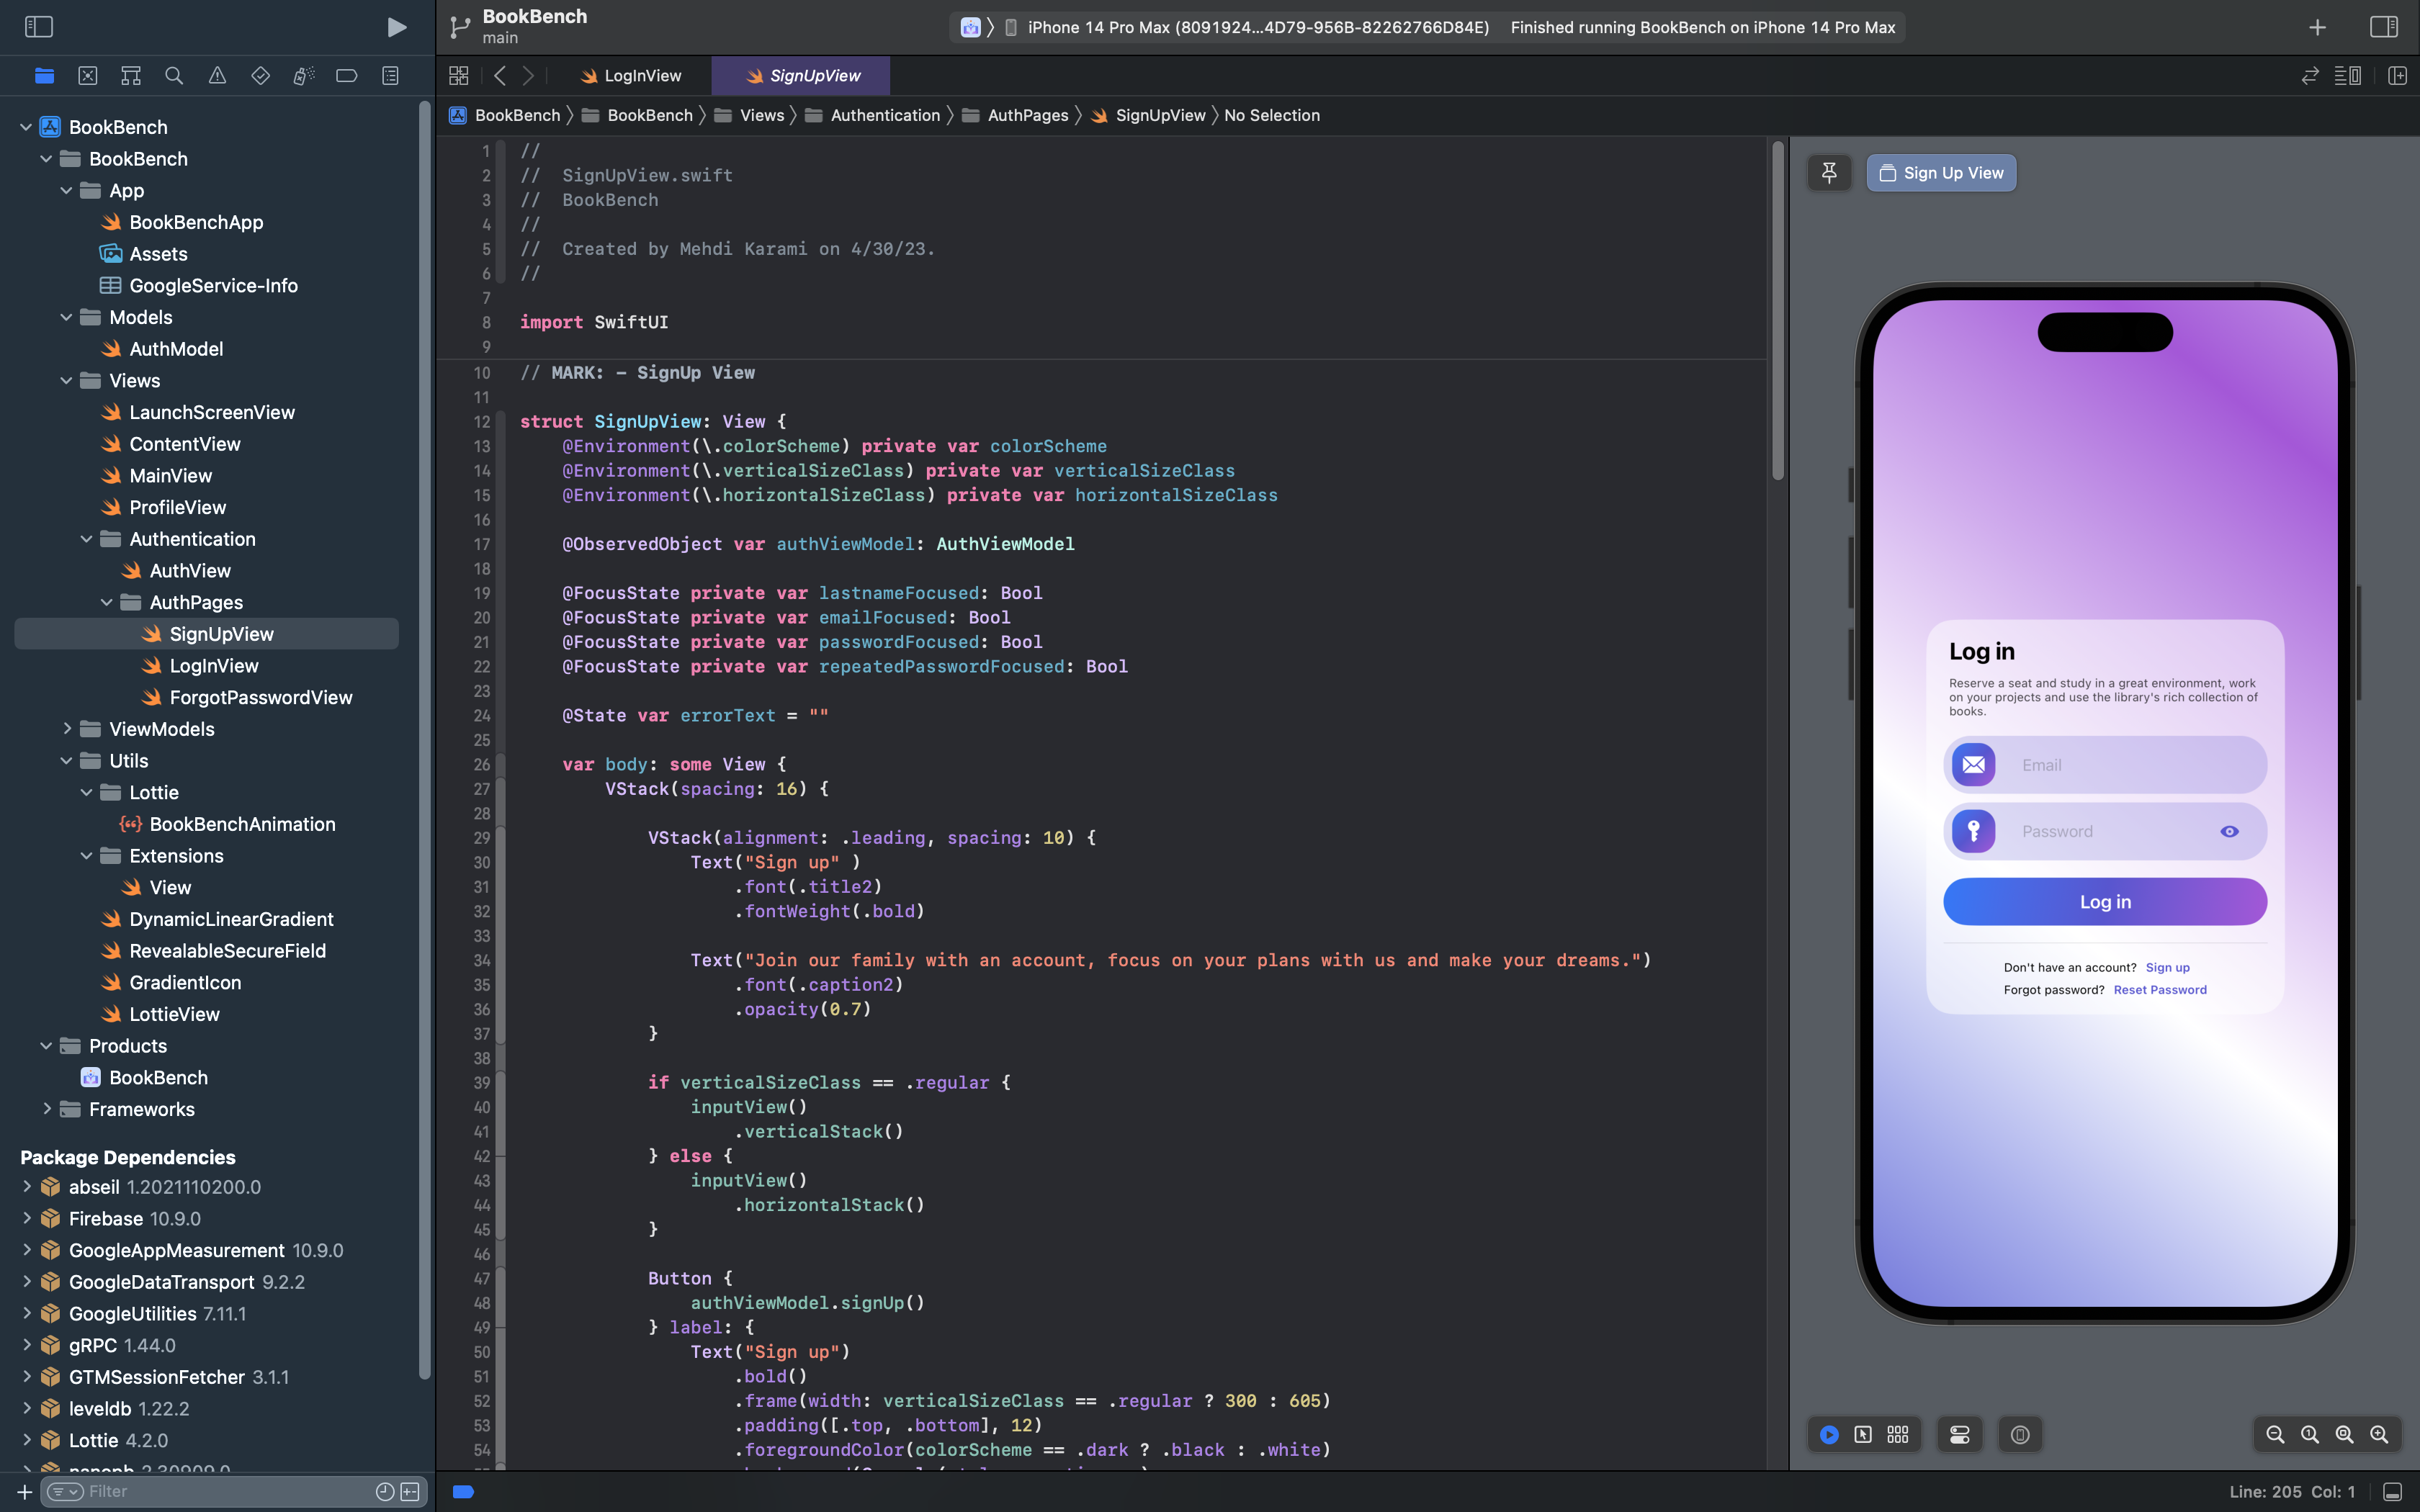 BookBench
main
iPhone 14 Pro Max (8091924...4D79-956B-82262766D84E)
Finished running BookBench on iPhone 14 Pro Max
LogInView
SignUpView
BookBench
BookBench
Views
Authentication
AuthPages
SignUpView
No Selection
BookBench
BookBench
App
BookBenchApp
Assets
GoogleService-Info
Models
AuthModel
Views
LaunchScreenView
ContentView
MainView
ProfileView
Authentication
AuthView
AuthPages
SignUpView
LogInView
ForgotPasswordView
ViewModels
Utils
Lottie
BookBenchAnimation
Extensions
View
DynamicLinearGradient
RevealableSecureField
GradientIcon
LottieView
Products
BookBench
Frameworks
Package Dependencies
abseil 1.2021110200.0
Firebase 10.9.0
GoogleAppMeasurement 10.9.0
GoogleDataTransport 9.2.2
GoogleUtilities 7.11.1
gRPC 1.44.0
GTMSessionFetcher 3.1.1
leveldb 1.22.2
Lottie 4.2.0
Filter
1 //
2 //  SignUpView.swift
3 //  BookBench
4 //
5 //  Created by Mehdi Karami on 4/30/23.
6 //
7
8 import SwiftUI
9
10 // MARK: - SignUp View
11
12 struct SignUpView: View {
13     @Environment(\.colorScheme) private var colorScheme
14     @Environment(\.verticalSizeClass) private var verticalSizeClass
15     @Environment(\.horizontalSizeClass) private var horizontalSizeClass
16
17     @ObservedObject var authViewModel: AuthViewModel
18
19     @FocusState private var lastnameFocused: Bool
20     @FocusState private var emailFocused: Bool
21     @FocusState private var passwordFocused: Bool
22     @FocusState private var repeatedPasswordFocused: Bool
23
24     @State var errorText = ""
25
26     var body: some View {
27         VStack(spacing: 16) {
28
29             VStack(alignment: .leading, spacing: 10) {
30                 Text("Sign up" )
31                     .font(.title2)
32                     .fontWeight(.bold)
33
34                 Text("Join our family with an account, focus on your plans with us and make your dreams.")
35                     .font(.caption2)
36                     .opacity(0.7)
37             }
38
39             if verticalSizeClass == .regular {
40                 inputView()
41                     .verticalStack()
42             } else {
43                 inputView()
44                     .horizontalStack()
45             }
46
47             Button {
48                 authViewModel.signUp()
49             } label: {
50                 Text("Sign up")
51                     .bold()
52                     .frame(width: verticalSizeClass == .regular ? 300 : 605)
53                     .padding([.top, .bottom], 12)
54                     .foregroundColor(colorScheme == .dark ? .black : .white)
Sign Up View
Log in
Reserve a seat and study in a great environment, work
on your projects and use the library's rich collection of
books.
Email
Password
Log in
Don't have an account? Sign up
Forgot password? Reset Password
Line: 205 Col: 1